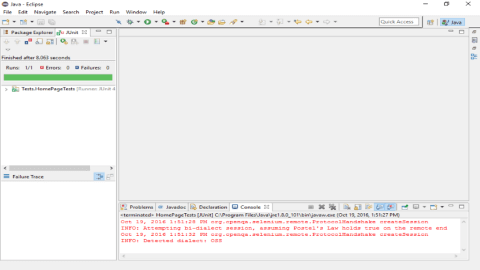 Java - Eclipse
File Edit Navigate Search Project Run Window Help
Quick Access
Java
Package Explorer JUnit
Finished after 9.063 seconds
Runs: 1/1 Errors: 0 Failures: 0
Tests.HomePageTests [Runner: JUnit 4
Failure Trace
Problems Javadoc Declaration Console
<terminated> HomePageTests [JUnit] C:\Program Files\Java\jre1.8.0_101\bin\javaw.exe (Oct 19, 2016, 1:51:27 PM)
Oct 19, 2016 1:51:28 PM org.openqa.selenium.remote.ProtocolHandshake createSession
INFO: Attempting bi-dialect session, assuming Postel's Law holds true on the remote end
Oct 19, 2016 1:51:32 PM org.openqa.selenium.remote.ProtocolHandshake createSession
INFO: Detected dialect: OSS